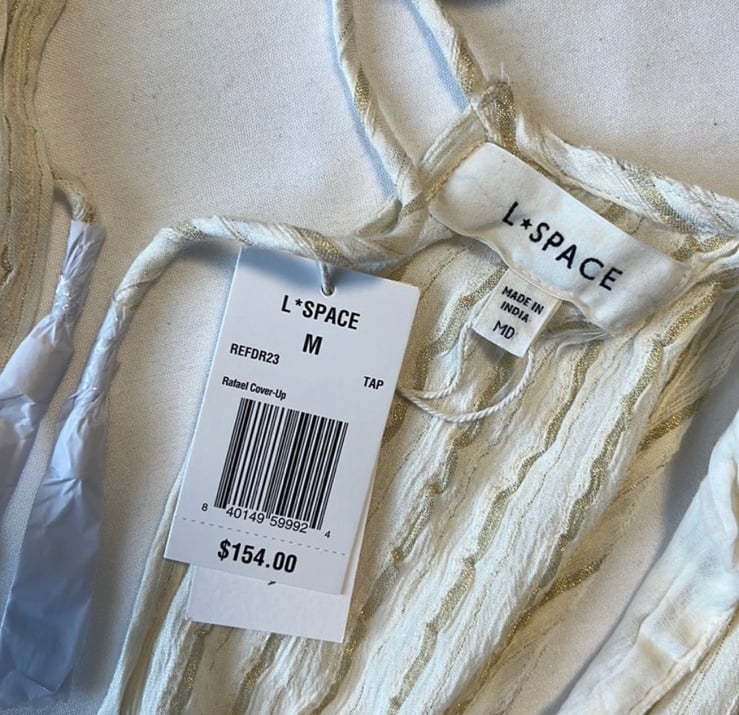 L*SPACE
M
REFDR23
TAP
Rafael Cover-Up
8 40149 59992 4
$154.00
L*SPACE
MADE IN
INDIA
MD